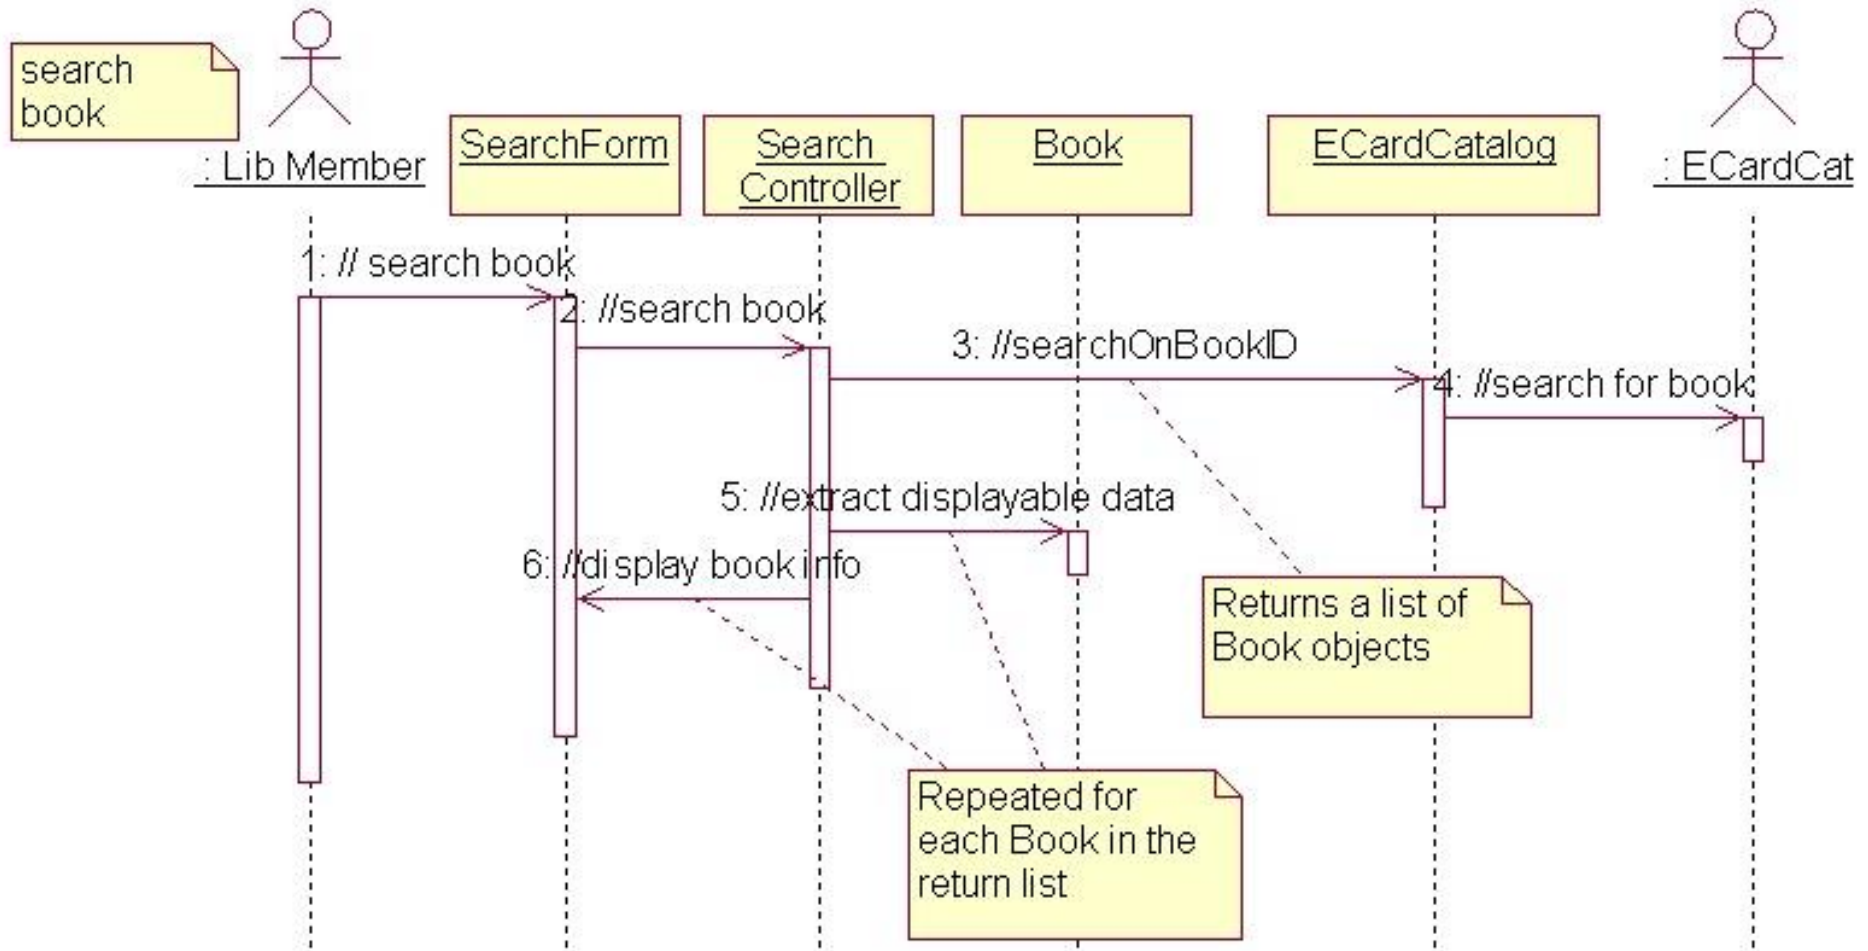 search
book
: Lib Member
SearchForm
Search
Controller
Book
ECardCatalog
: ECardCat
1: // search book
2: //search book
3: //searchOnBookID
4: //search for book
5: //extract displayable data
6: //display book info
Returns a list of
Book objects
Repeated for
each Book in the
return list